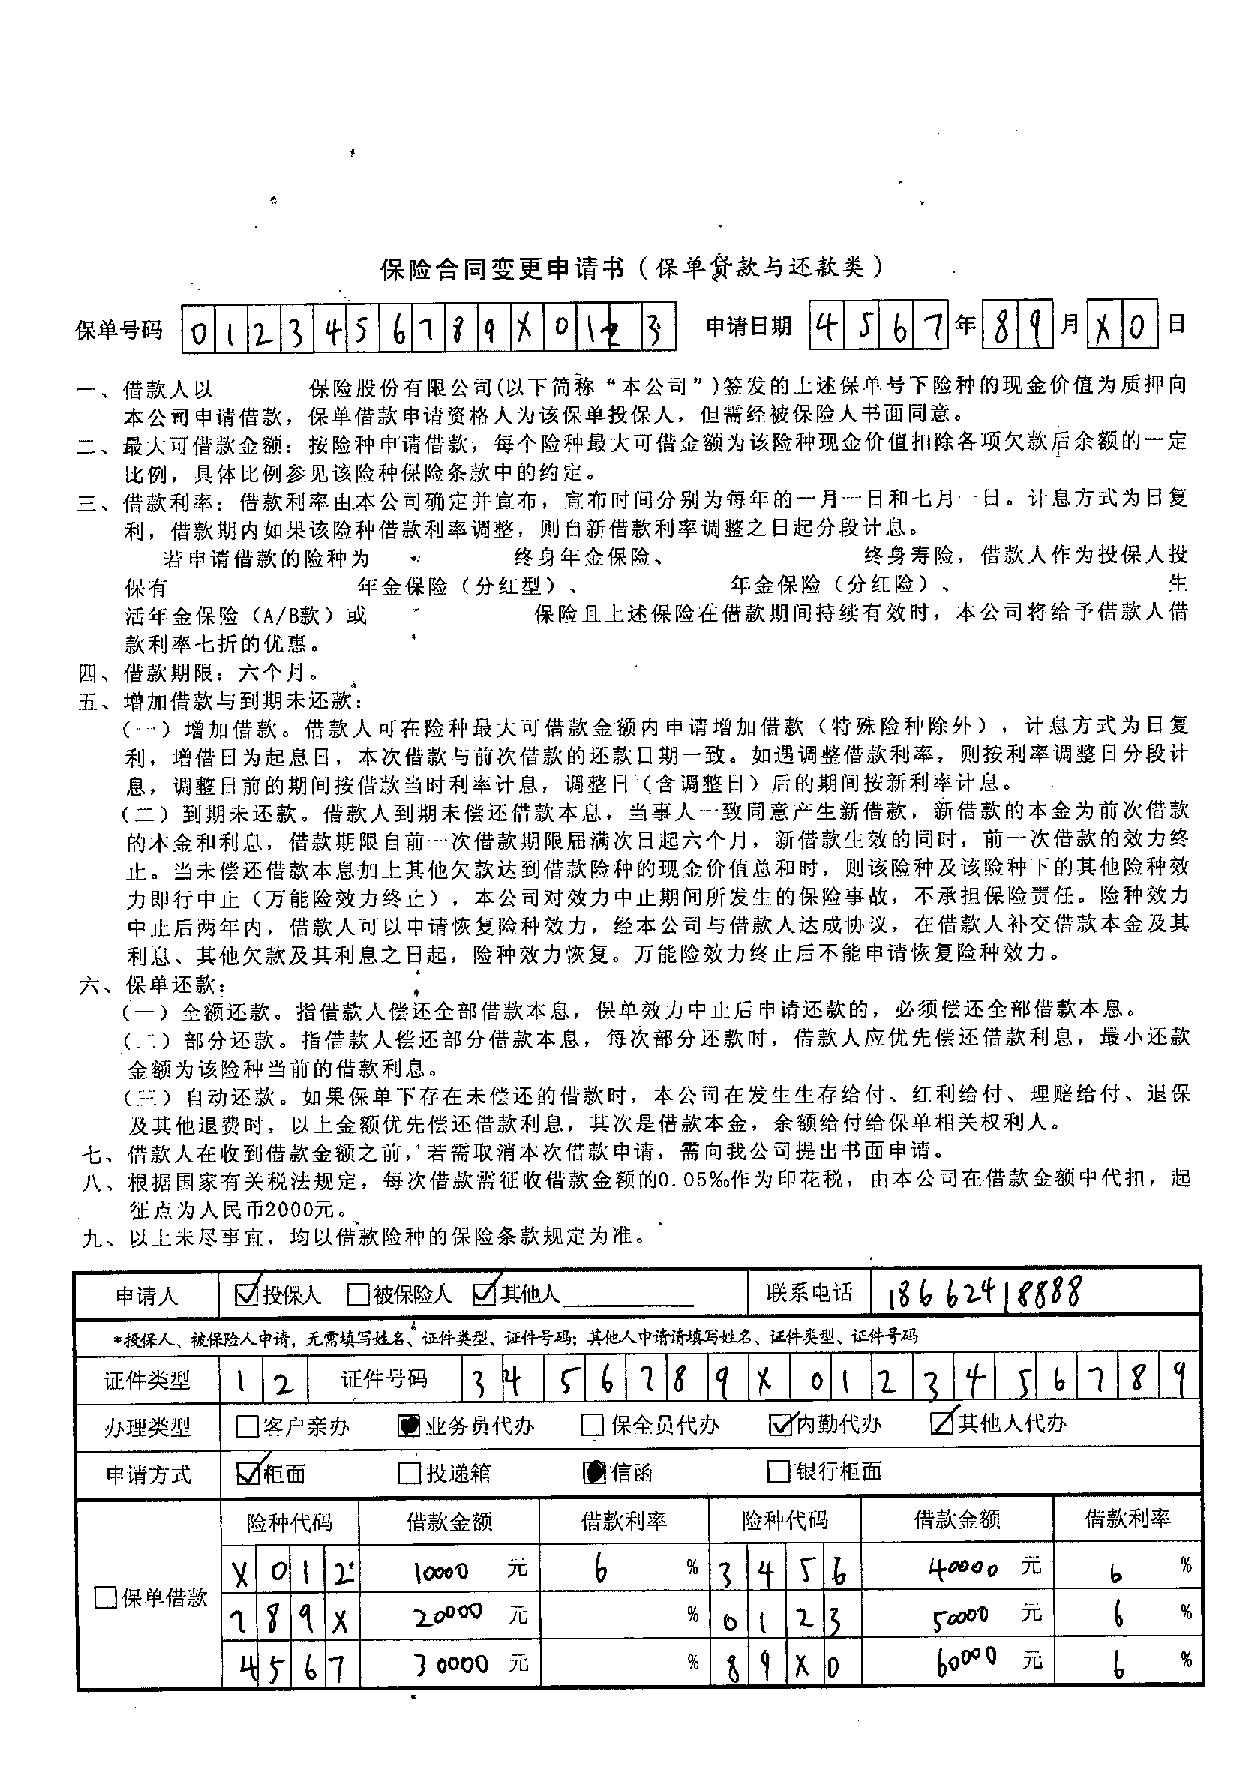 保险合同变更申请书（保单贷款与还款类）
保单号码 0 1 2 3 4 5 6 7 8 9 X 0 1 2 3 申请日期 4 5 6 7 年 8 9 月 X 0 日
一、借款人以 保险股份有限公司(以下简称“本公司”)签发的上述保单号下险种的现金价值为质押向
本公司申请借款，保单借款申请资格人为该保单投保人，但需经被保险人书面同意。
二、最大可借款金额：按险种申请借款，每个险种最大可借金额为该险种现金价值扣除各项欠款后余额的一定
比例，具体比例参见该险种保险条款中的约定。
三、借款利率：借款利率由本公司确定并宣布，宣布时间分别为每年的一月一日和七月一日。计息方式为日复
利，借款期内如果该险种借款利率调整，则自新借款利率调整之日起分段计息。
若申请借款的险种为 终身年金保险、 终身寿险，借款人作为投保人投
保有 年金保险（分红型）、 年金保险（分红险）、 生
活年金保险（A/B款）或 保险且上述保险在借款期间持续有效时，本公司将给予借款人借
款利率七折的优惠。
四、借款期限：六个月。
五、增加借款与到期未还款：
（一）增加借款。借款人可在险种最大可借款金额内申请增加借款（特殊险种除外），计息方式为日复
利，增借日为起息日，本次借款与前次借款的还款日期一致。如遇调整借款利率，则按利率调整日分段计
息，调整日前的期间按借款当时利率计息，调整日（含调整日）后的期间按新利率计息。
（二）到期未还款。借款人到期未偿还借款本息，当事人一致同意产生新借款，新借款的本金为前次借款
的本金和利息，借款期限自前一次借款期限届满次日起六个月，新借款生效的同时，前一次借款的效力终
止。当未偿还借款本息加上其他欠款达到借款险种的现金价值总和时，则该险种及该险种下的其他险种效
力即行中止（万能险效力终止），本公司对效力中止期间所发生的保险事故，不承担保险责任。险种效力
中止后两年内，借款人可以申请恢复险种效力，经本公司与借款人达成协议，在借款人补交借款本金及其
利息、其他欠款及其利息之日起，险种效力恢复。万能险效力终止后不能申请恢复险种效力。
六、保单还款：
（一）全额还款。指借款人偿还全部借款本息，保单效力中止后申请还款的，必须偿还全部借款本息。
（二）部分还款。指借款人偿还部分借款本息，每次部分还款时，借款人应优先偿还借款利息，最小还款
金额为该险种当前的借款利息。
（三）自动还款。如果保单下存在未偿还的借款时，本公司在发生生存给付、红利给付、理赔给付、退保
及其他退费时，以上金额优先偿还借款利息，其次是借款本金，余额给付给保单相关权利人。
七、借款人在收到借款金额之前，若需取消本次借款申请，需向我公司提出书面申请。
八、根据国家有关税法规定，每次借款需征收借款金额的0.05‰作为印花税，由本公司在借款金额中代扣，起
征点为人民币2000元。
九、以上未尽事宜，均以借款险种的保险条款规定为准。
申请人 ☑投保人 □被保险人 ☑其他人 联系电话 18662418888
*投保人、被保险人申请，无需填写姓名、证件类型、证件号码；其他人申请请填写姓名、证件类型、证件号码
证件类型 1 2 证件号码 3 4 5 6 7 8 9 X 0 1 2 3 4 5 6 7 8 9
办理类型 □客户亲办 ■业务员代办 □保全员代办 ☑内勤代办 ☑其他人代办
申请方式 ☑柜面 □投递箱 ■信函 □银行柜面
险种代码 借款金额 借款利率 险种代码 借款金额 借款利率
X 0 1 2 10000 元 6 % 3 4 5 6 40000 元 6 %
□保单借款 7 8 9 X 20000 元 % 0 1 2 3 50000 元 6 %
4 5 6 7 30000 元 % 8 9 X 0 60000 元 6 %